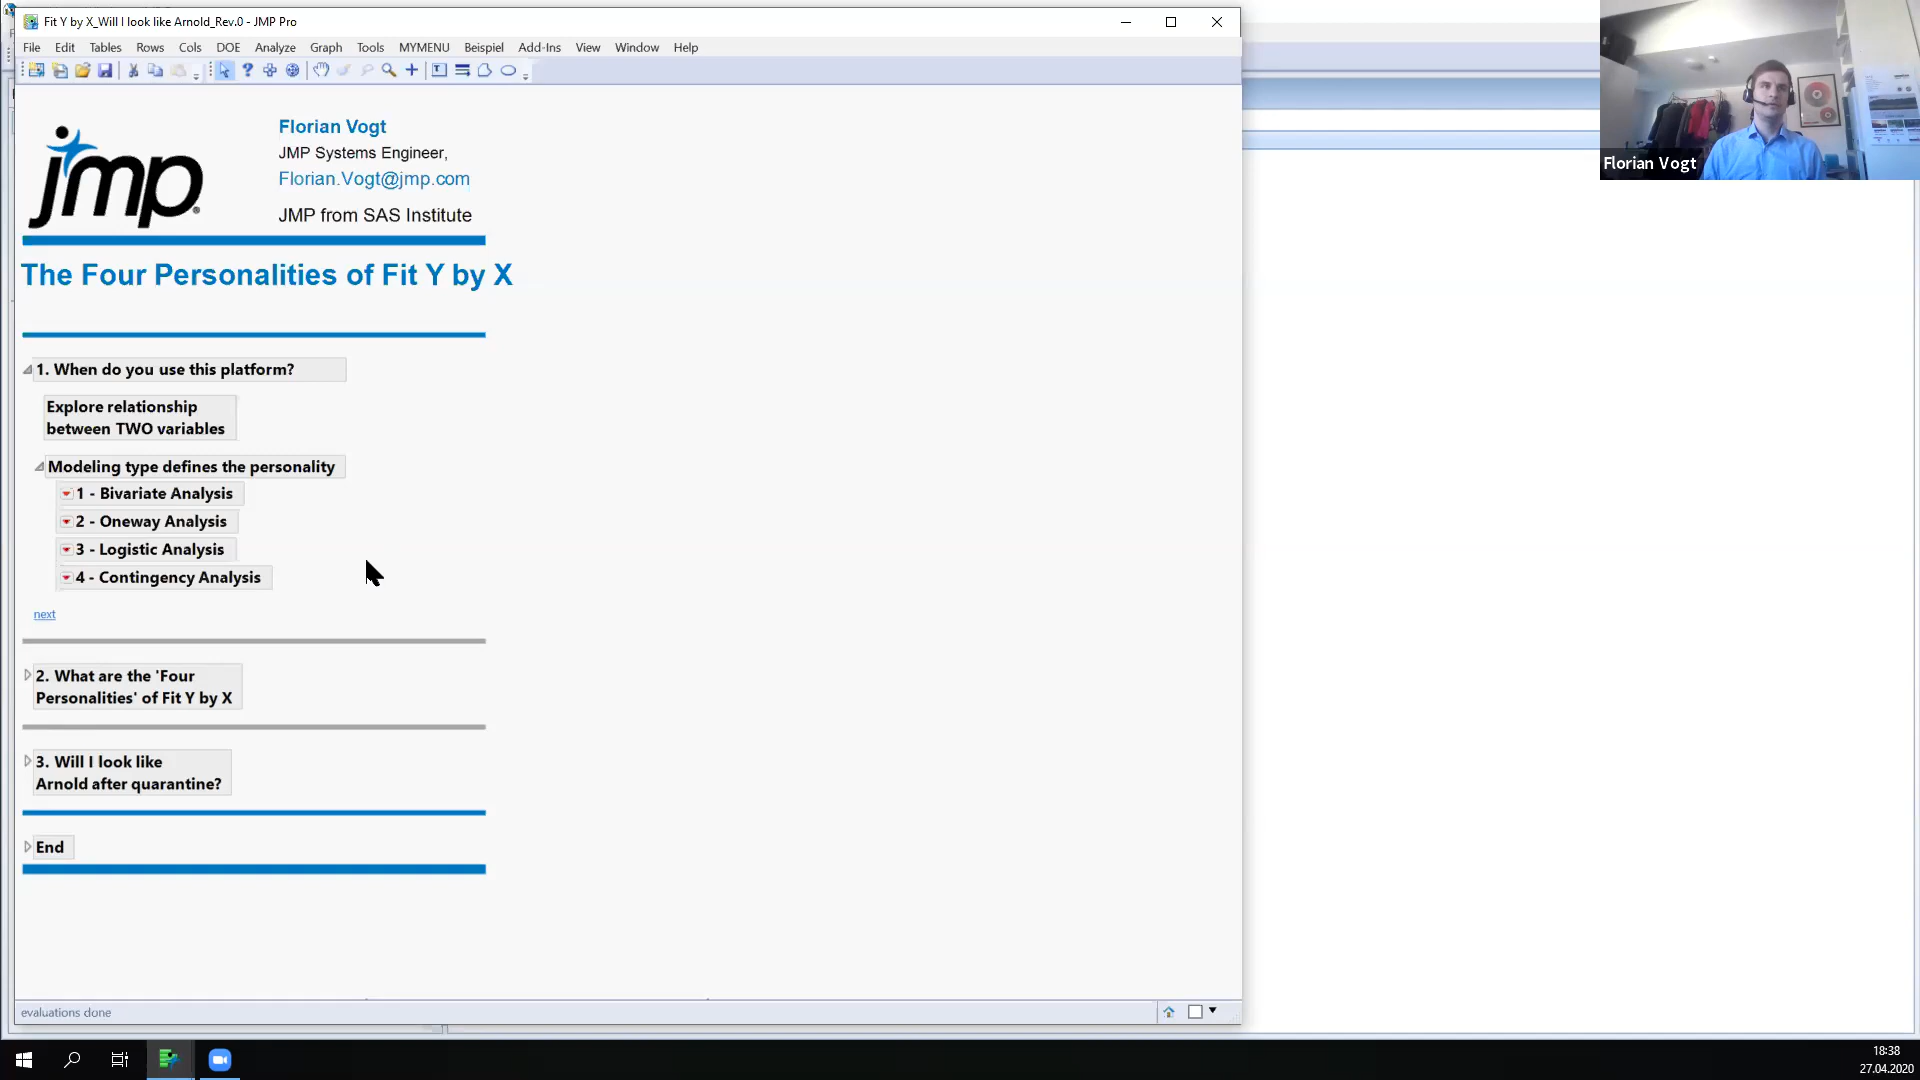 Fit Y by X_Will I look like Arnold_Rev.0 - JMP Pro
File Edit Tables Rows Cols DOE Analyze Graph Tools MYMENU Beispiel Add-Ins View Window Help
jmp
Florian Vogt
JMP Systems Engineer,
Florian.Vogt@jmp.com
JMP from SAS Institute
The Four Personalities of Fit Y by X
1. When do you use this platform?
Explore relationship
between TWO variables
Modeling type defines the personality
1 - Bivariate Analysis
2 - Oneway Analysis
3 - Logistic Analysis
4 - Contingency Analysis
next
2. What are the 'Four
Personalities' of Fit Y by X
3. Will I look like
Arnold after quarantine?
End
evaluations done
Florian Vogt
18:38
27.04.2020